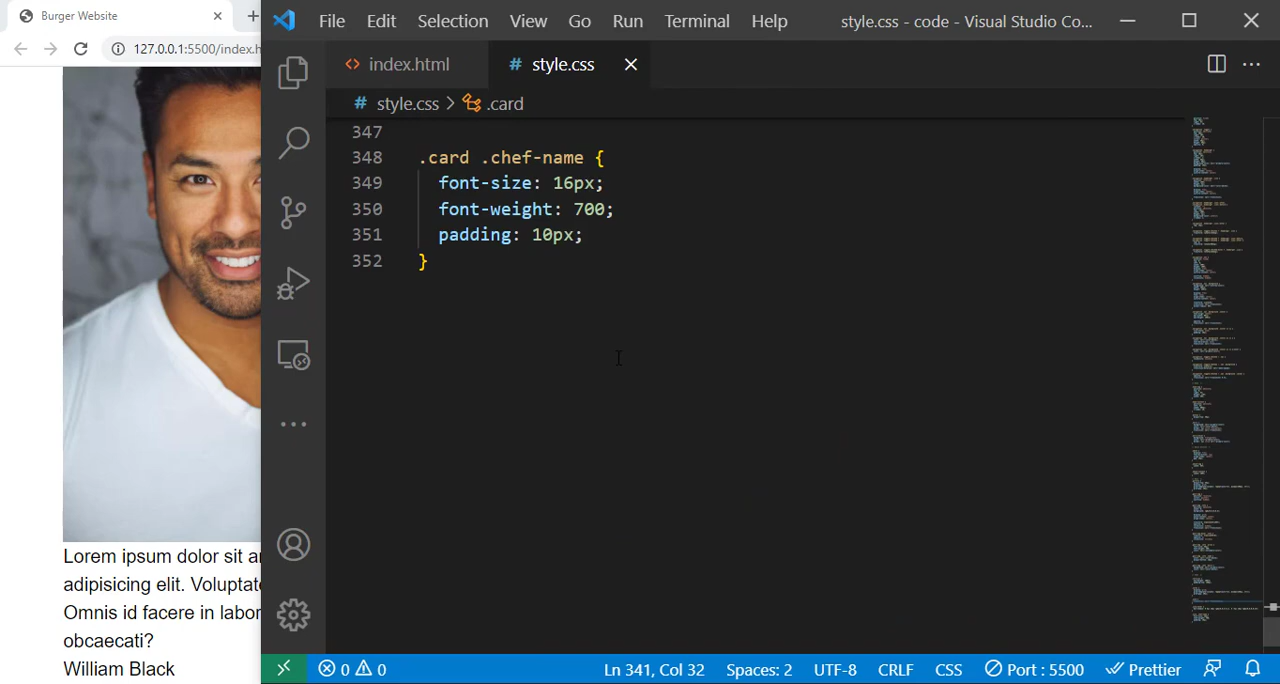 Burger Website
127.0.0.1:5500/index.h
File Edit Selection View Go Run Terminal Help
style.css - code - Visual Studio Co...
index.html
# style.css
# style.css > .card
347
348 .card .chef-name {
349 font-size: 16px;
350 font-weight: 700;
351 padding: 10px;
352 }
Lorem ipsum dolor sit a
adipisicing elit. Voluptate
Omnis id facere in labor
obcaecati?
William Black
0 0 Ln 341, Col 32 Spaces: 2 UTF-8 CRLF CSS Port : 5500 Prettier